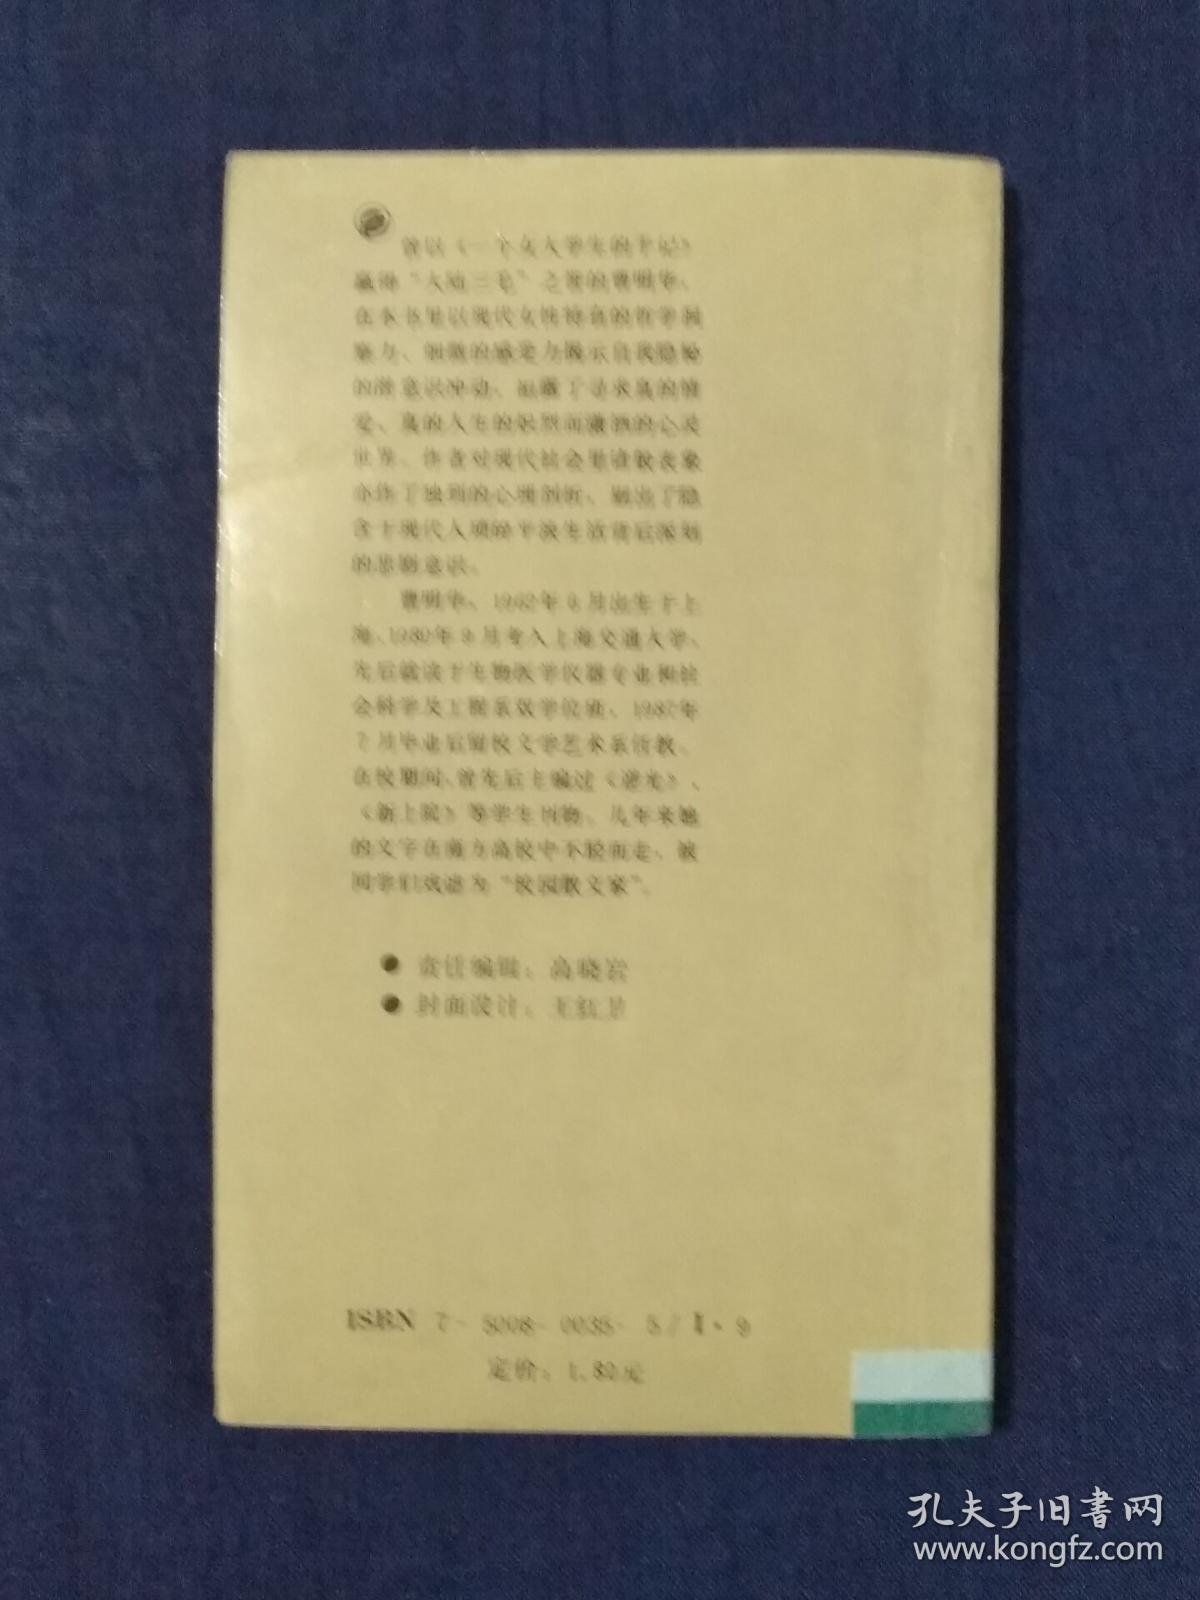 曾以《一个女大学生的手记》
赢得“大陆三毛”之誉的曹明华，
在本书里以现代女性特有的哲学洞
察力、细腻的感受力揭示自我隐秘
的潜意识冲动，袒露了寻求真的情
爱、真的人生的炽烈而潇洒的心灵
世界。作者对现代社会里诸般表象
亦作了独到的心理剖析，剔出了隐
含于现代人琐碎平淡生活背后深刻
的悲剧意识。
曹明华，1962年 月出生于上
海，1980年9月考入上海交通大学，
先后就读于生物医学仪器专业和社
会科学及工程系双学位班，1987年
7月毕业后留校文学艺术系任教。
在校期间，曾先后主编过《 》、
《新上院》等学生刊物，几年来她
的文字在南方高校中不胫而走，被
同学们戏谑为“校园散文家”。
● 责任编辑：高晓岩
● 封面设计：王红卫
ISBN 7-5008-0035-5/I·9
定价：1.80元
孔夫子旧书网
www.kongfz.com